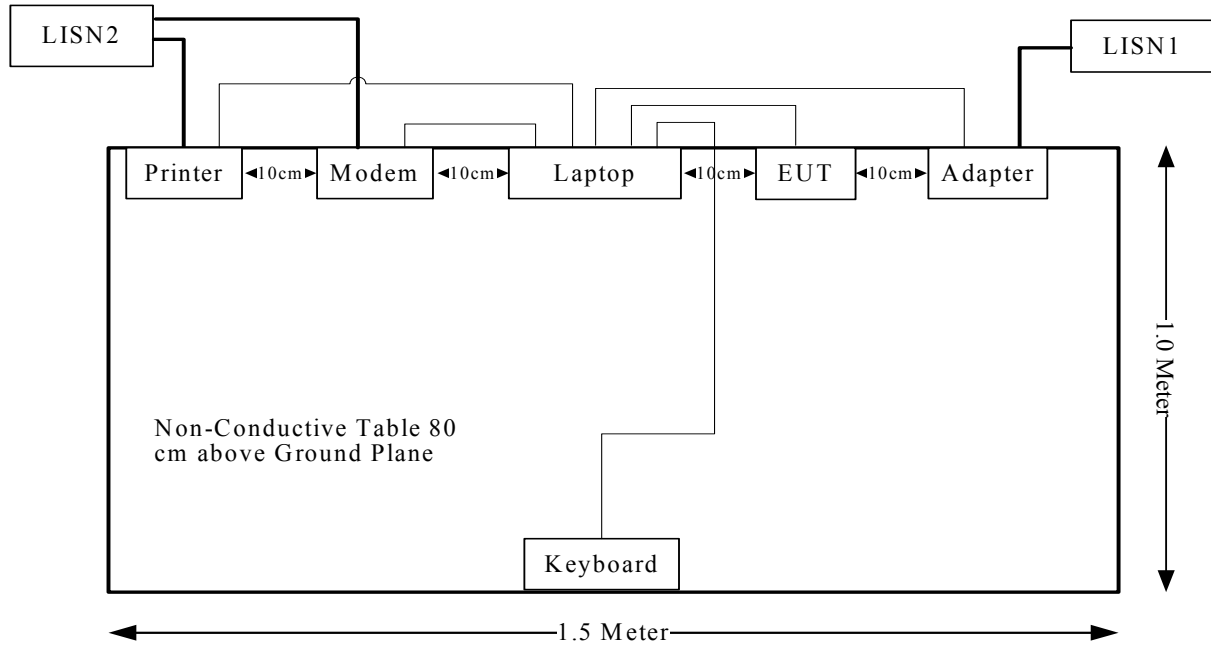 LISN2
LISN1
Printer
10cm
Modem
10cm
Laptop
10cm
EUT
10cm
Adapter
1.0 Meter
Non-Conductive Table 80
cm above Ground Plane
Keyboard
1.5 Meter